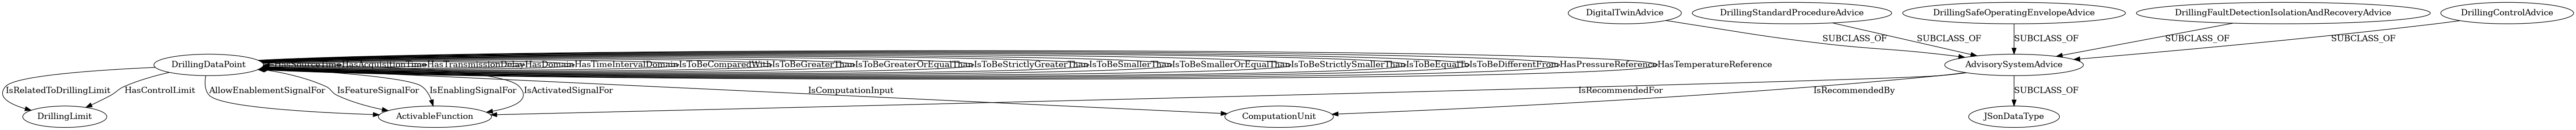 DigitalTwinAdvice
DrillingStandardProcedureAdvice
DrillingSafeOperatingEnvelopeAdvice
DrillingFaultDetectionIsolationAndRecoveryAdvice
DrillingControlAdvice
SUBCLASS_OF
SUBCLASS_OF
SUBCLASS_OF
SUBCLASS_OF
SUBCLASS_OF
DrillingDataPoint
HasAcquisitionTime
HasTransmissionDelay
HasDomain
HasTimeIntervalDomain
IsToBeComparedWith
IsToBeGreaterThan
IsToBeGreaterOrEqualThan
IsToBeStrictlyGreaterThan
IsToBeSmallerThan
IsToBeSmallerOrEqualThan
IsToBeStrictlySmallerThan
IsToBeEqualTo
IsToBeDifferentFrom
HasPressureReference
HasTemperatureReference
AdvisorySystemAdvice
IsRelatedToDrillingLimit
HasControlLimit
AllowEnablementSignalFor
IsFeatureSignalFor
IsEnablingSignalFor
IsActivatedSignalFor
IsComputationInput
IsRecommendedFor
IsRecommendedBy
SUBCLASS_OF
DrillingLimit
ActivableFunction
ComputationUnit
JSonDataType